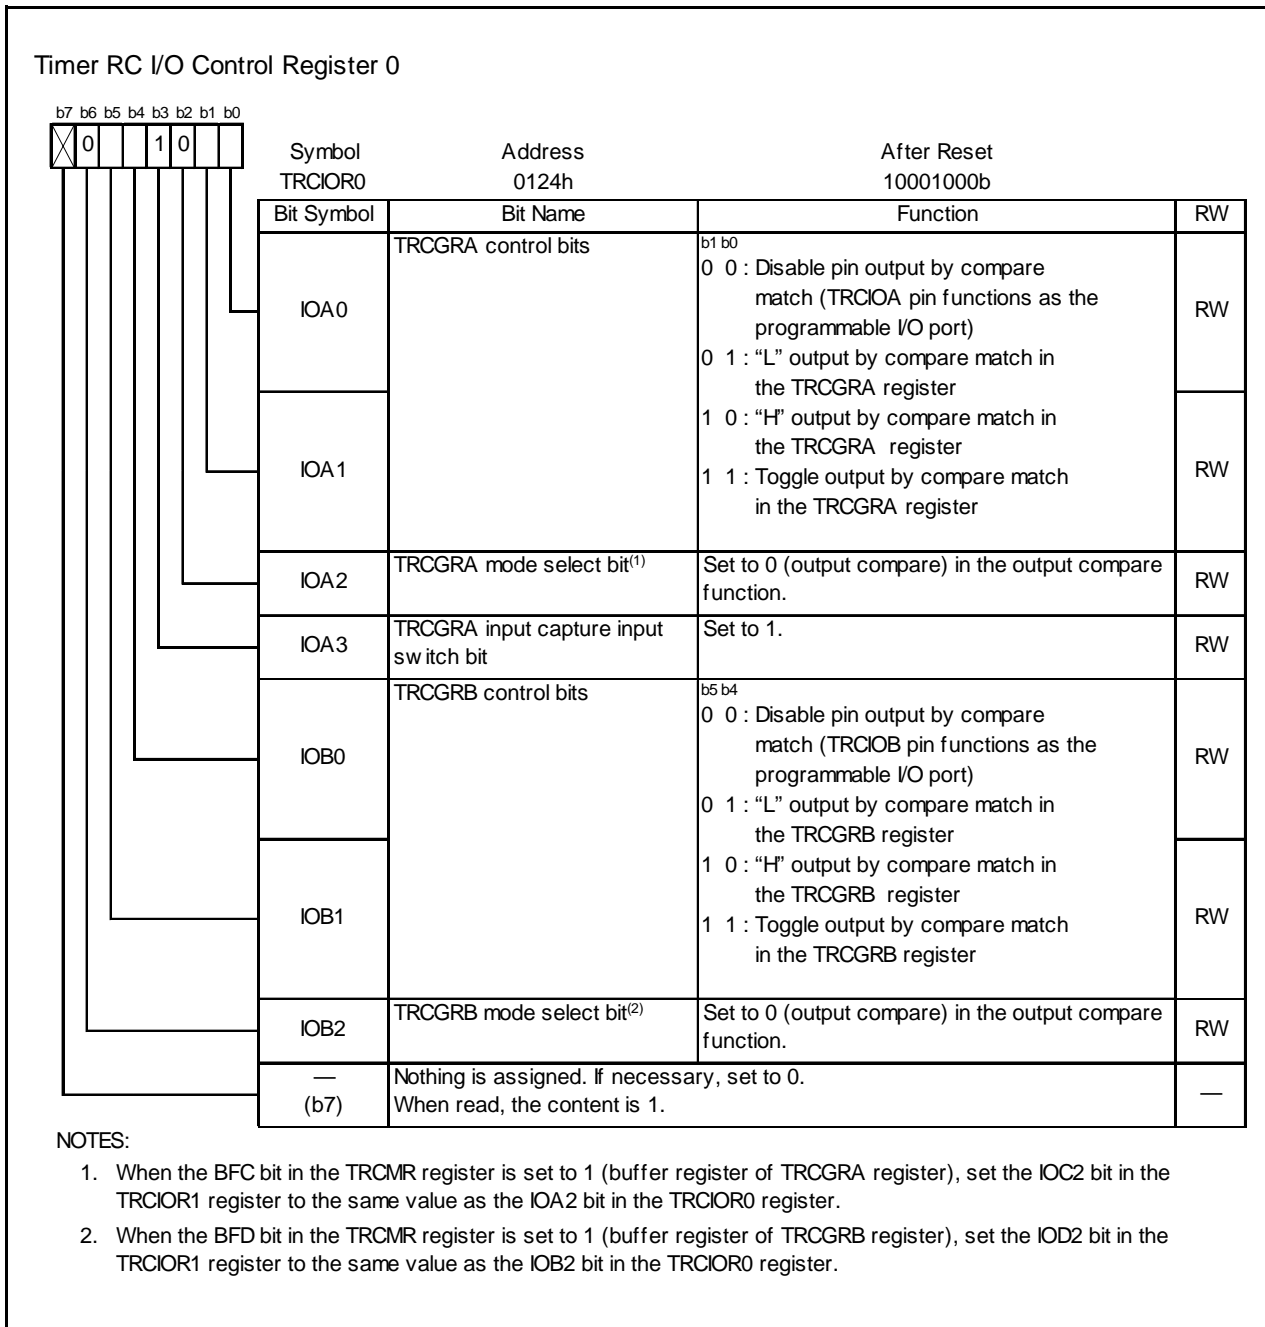 Timer RC I/O Control Register 0
b7 b6 b5 b4 b3 b2 b1 b0
0 1 0
Symbol Address After Reset
TRCIOR0 0124h 10001000b
Bit Symbol Bit Name Function RW
IOA0 TRCGRA control bits b1 b0
0 0 : Disable pin output by compare
match (TRCIOA pin functions as the
programmable I/O port)
0 1 : “L” output by compare match in
the TRCGRA register
RW
IOA1 1 0 : “H” output by compare match in
the TRCGRA register
1 1 : Toggle output by compare match
in the TRCGRA register
RW
IOA2 TRCGRA mode select bit(1) Set to 0 (output compare) in the output compare
function.
RW
IOA3 TRCGRA input capture input
switch bit
Set to 1.
RW
IOB0 TRCGRB control bits b5 b4
0 0 : Disable pin output by compare
match (TRCIOB pin functions as the
programmable I/O port)
0 1 : “L” output by compare match in
the TRCGRB register
RW
IOB1 1 0 : “H” output by compare match in
the TRCGRB register
1 1 : Toggle output by compare match
in the TRCGRB register
RW
IOB2 TRCGRB mode select bit(2) Set to 0 (output compare) in the output compare
function.
RW
—
(b7)
Nothing is assigned. If necessary, set to 0.
When read, the content is 1.
—
NOTES:
1. When the BFC bit in the TRCMR register is set to 1 (buffer register of TRCGRA register), set the IOC2 bit in the
TRCIOR1 register to the same value as the IOA2 bit in the TRCIOR0 register.
2. When the BFD bit in the TRCMR register is set to 1 (buffer register of TRCGRB register), set the IOD2 bit in the
TRCIOR1 register to the same value as the IOB2 bit in the TRCIOR0 register.